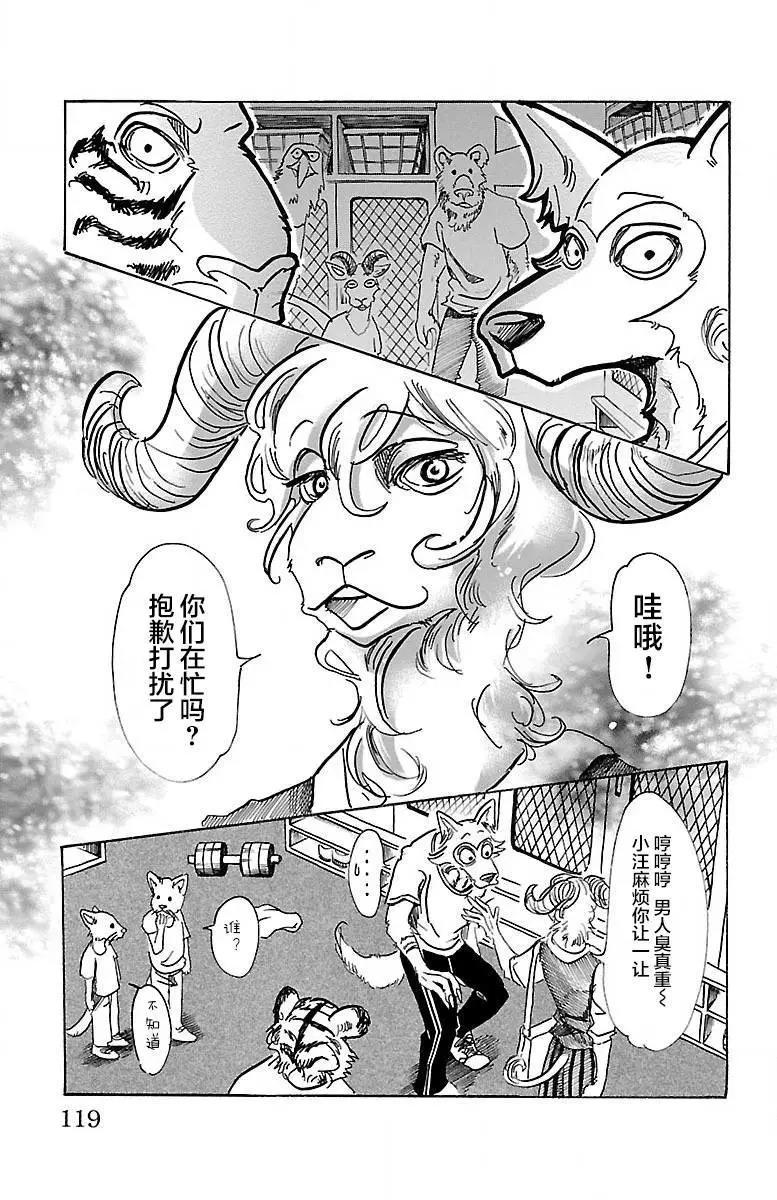 哇哦！
你们在忙吗？
抱歉打扰了
哼哼哼 男人臭真重~
小汪麻烦你让一让
····
谁？
不知道
119